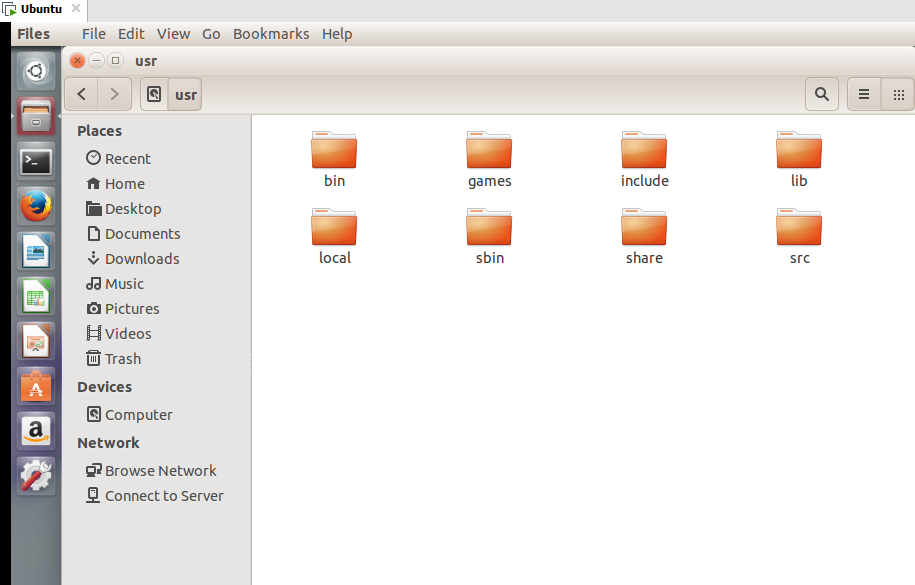 Ubuntu
Files File Edit View Go Bookmarks Help
usr
usr
Places
Recent
Home
Desktop
Documents
Downloads
Music
Pictures
Videos
Trash
Devices
Computer
Network
Browse Network
Connect to Server
bin games include lib
local sbin share src